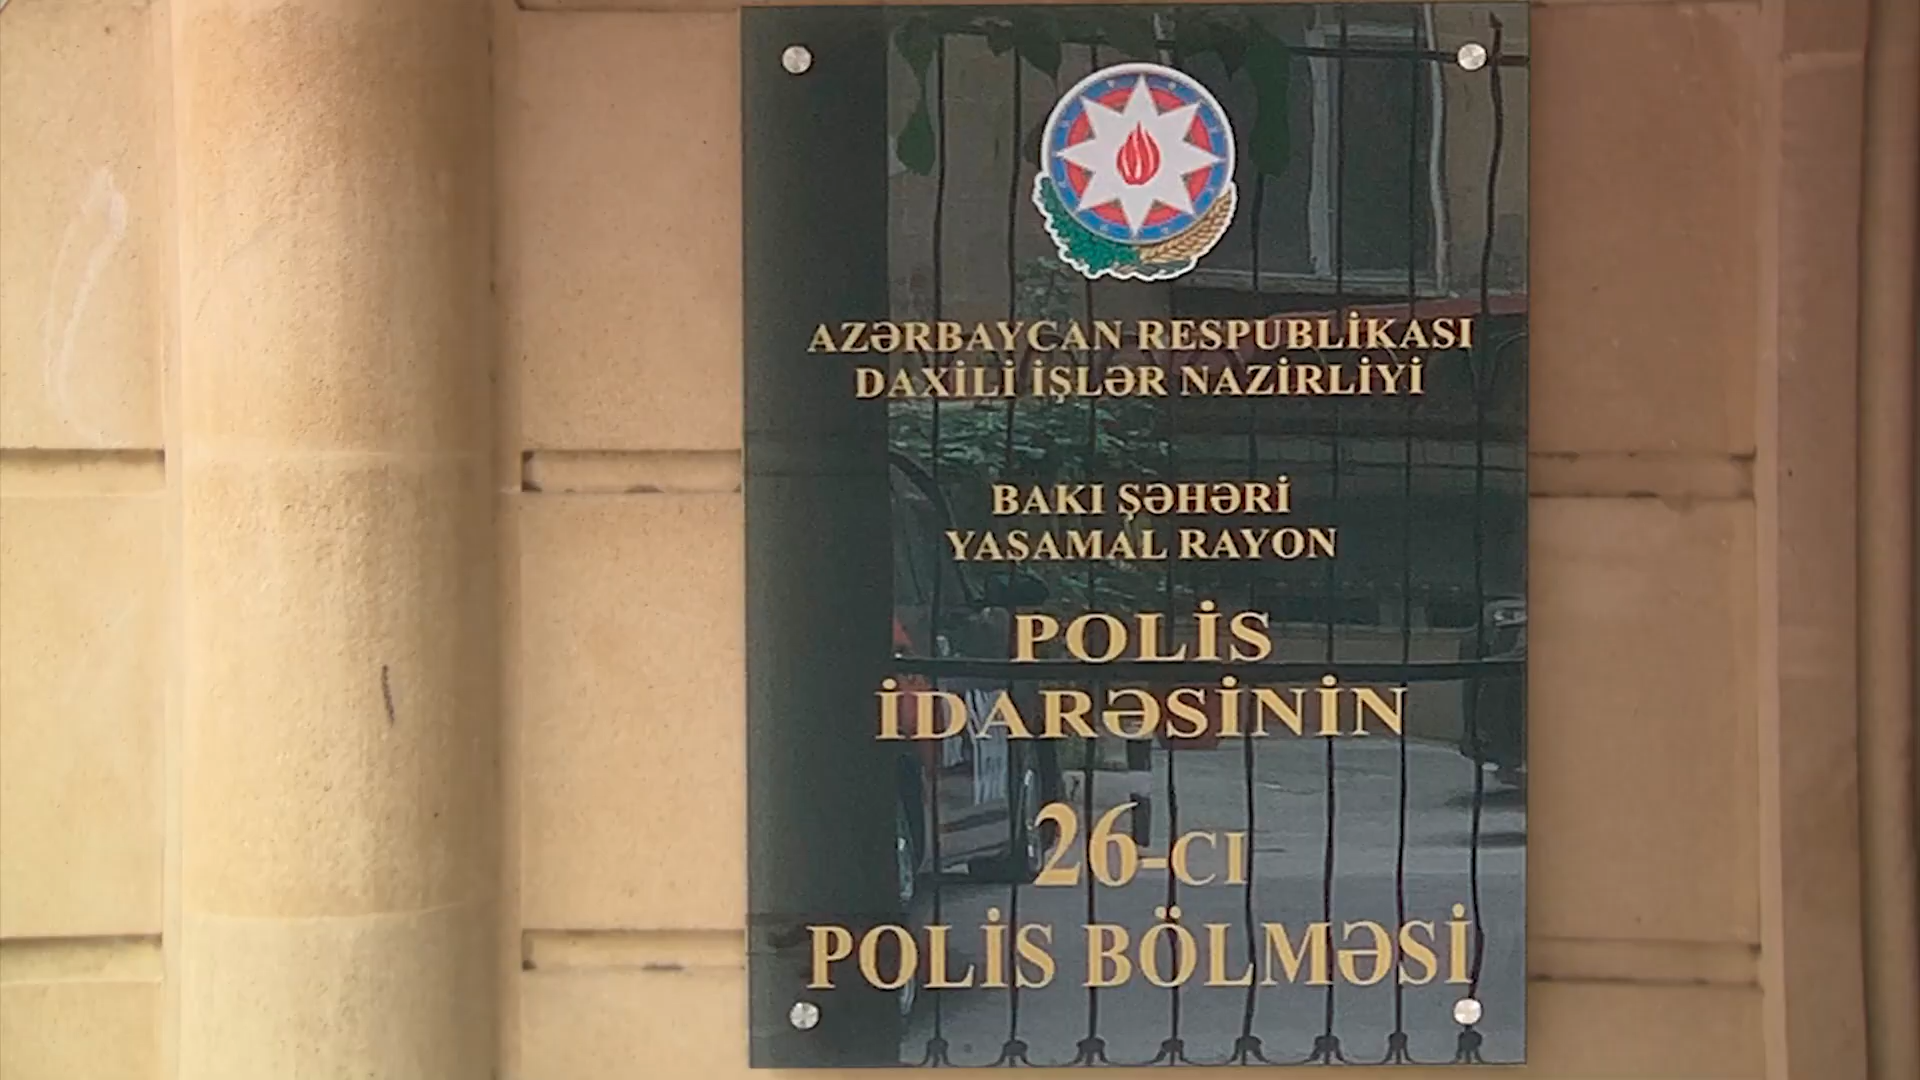 AZƏRBAYCAN RESPUBLİKASI
DAXİLİ İŞLƏR NAZİRLİYİ
BAKI ŞƏHƏRİ
YASAMAL RAYON
POLİS
İDARƏSİNİN
26-CI
POLİS BÖLMƏSİ